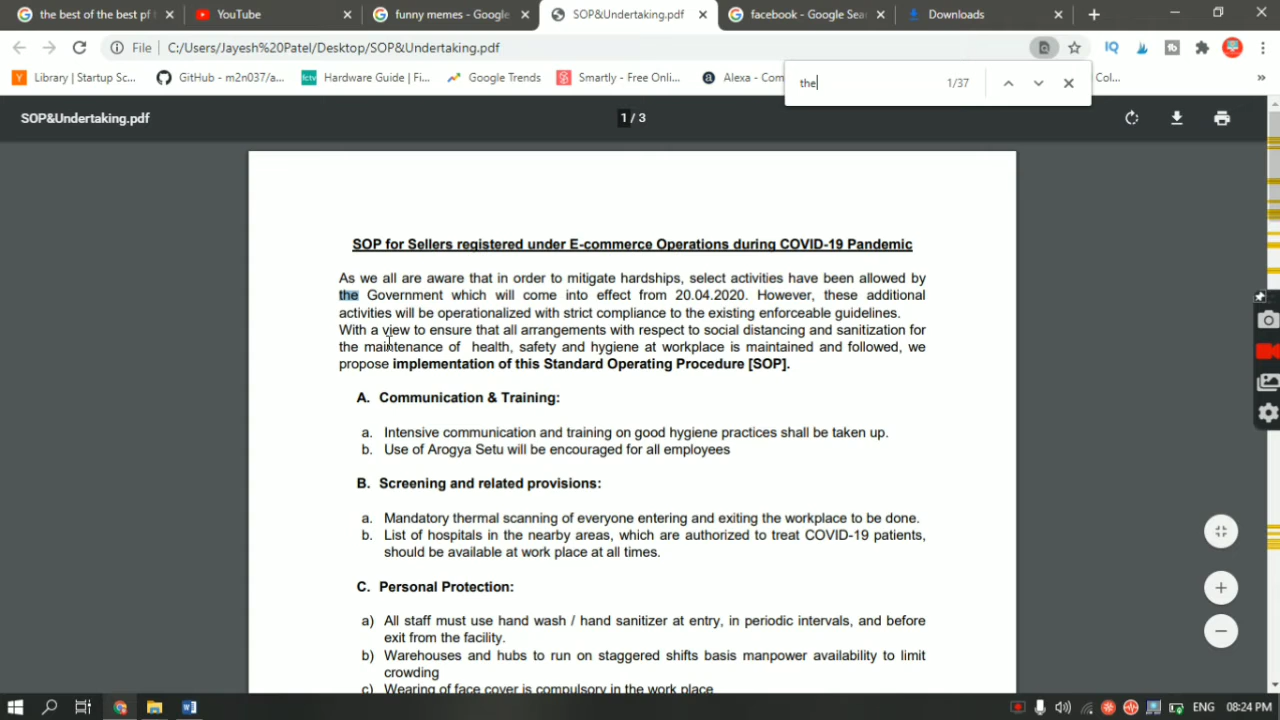 the best of the best pf t
YouTube
funny memes - Google
SOP&Undertaking.pdf
facebook - Google Sea
Downloads
File
C:/Users/Jayesh%20Patel/Desktop/SOP&Undertaking.pdf
Library | Startup Sc...
GitHub - m2n037/a...
Hardware Guide | Fi...
Google Trends
Smartly - Free Onli...
Alexa - Com
Col...
»
the
1/37
SOP&Undertaking.pdf
1 / 3
SOP for Sellers registered under E-commerce Operations during COVID-19 Pandemic
As we all are aware that in order to mitigate hardships, select activities have been allowed by
the Government which will come into effect from 20.04.2020. However, these additional
activities will be operationalized with strict compliance to the existing enforceable guidelines.
With a view to ensure that all arrangements with respect to social distancing and sanitization for
the maintenance of health, safety and hygiene at workplace is maintained and followed, we
propose implementation of this Standard Operating Procedure [SOP].
A. Communication & Training:
a. Intensive communication and training on good hygiene practices shall be taken up.
b. Use of Arogya Setu will be encouraged for all employees
B. Screening and related provisions:
a. Mandatory thermal scanning of everyone entering and exiting the workplace to be done.
b. List of hospitals in the nearby areas, which are authorized to treat COVID-19 patients,
should be available at work place at all times.
C. Personal Protection:
a) All staff must use hand wash / hand sanitizer at entry, in periodic intervals, and before
exit from the facility.
b) Warehouses and hubs to run on staggered shifts basis manpower availability to limit
crowding
c) Wearing of face cover is compulsory in the work place
ENG
08:24 PM